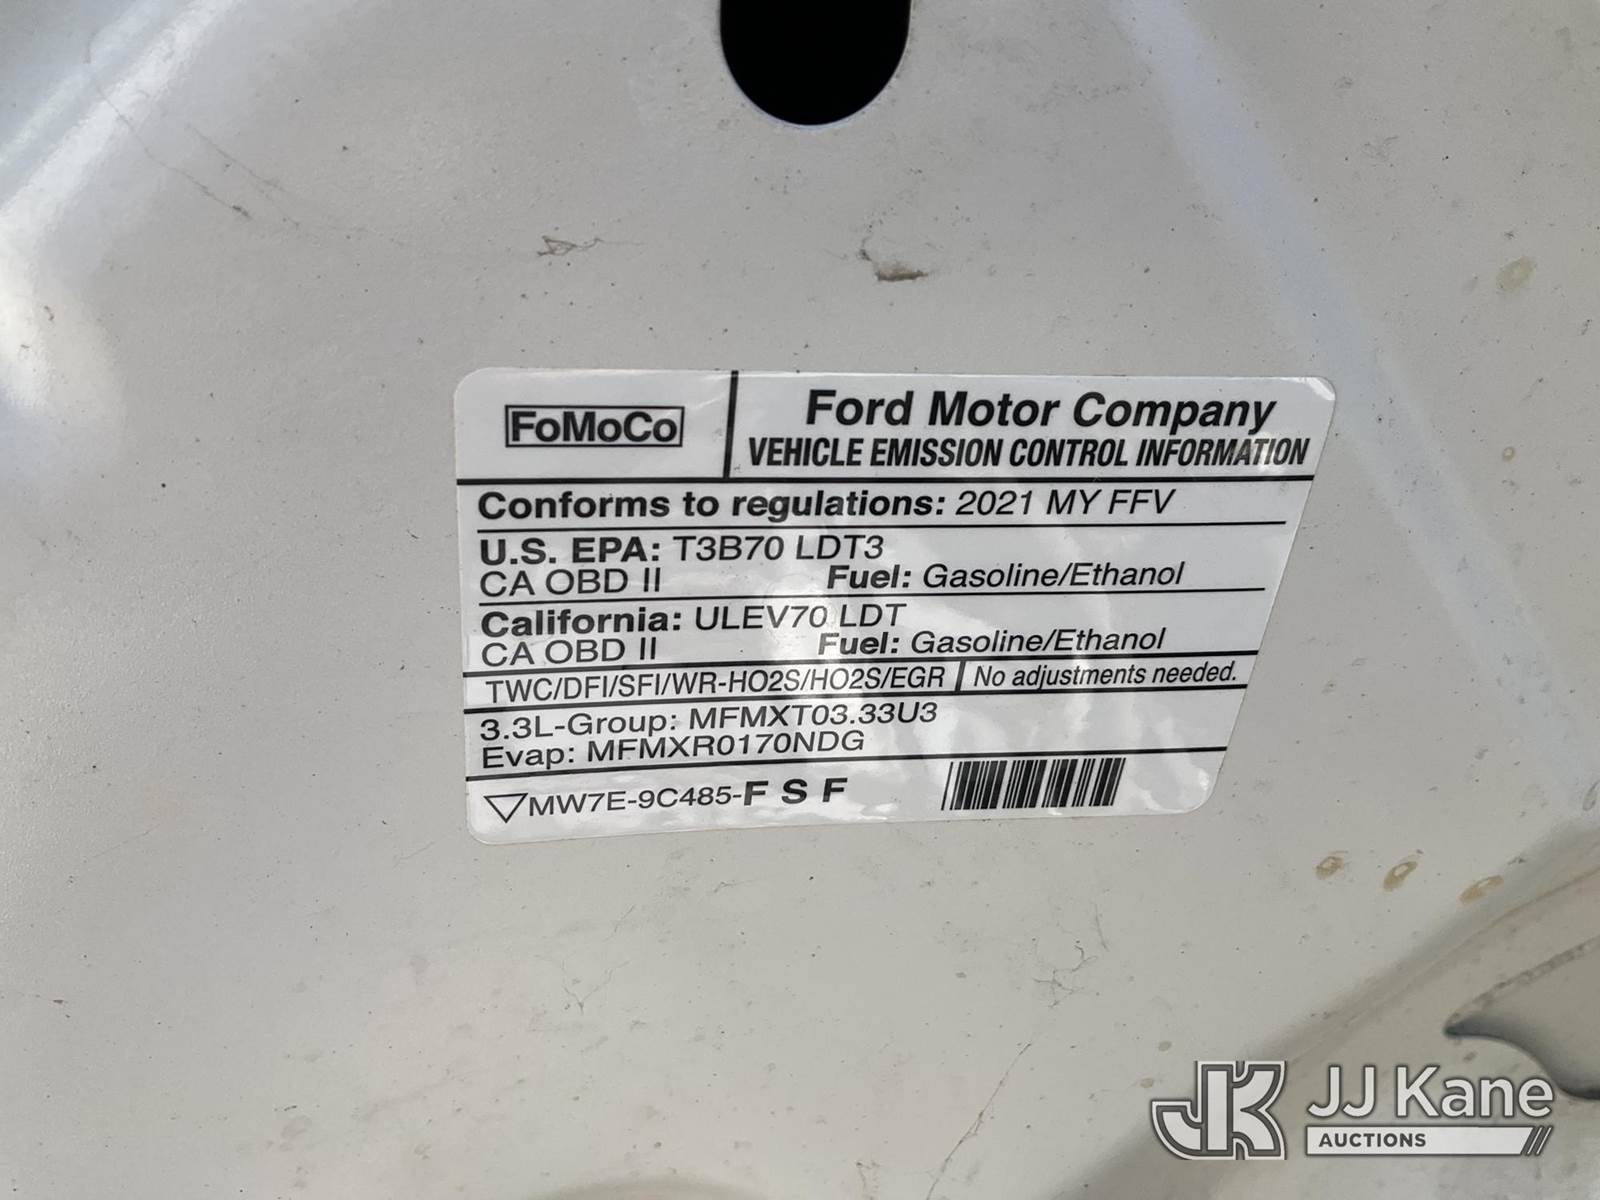 FoMoCo
Ford Motor Company
VEHICLE EMISSION CONTROL INFORMATION
Conforms to regulations: 2021 MY FFV
U.S. EPA: T3B70 LDT3
CA OBD II Fuel: Gasoline/Ethanol
California: ULEV70 LDT
CA OBD II Fuel: Gasoline/Ethanol
TWC/DFI/SFI/WR-HO2S/HO2S/EGR No adjustments needed.
3.3L-Group: MFMXT03.33U3
Evap: MFMXR0170NDG
MW7E-9C485-F S F
JK JJ Kane
AUCTIONS